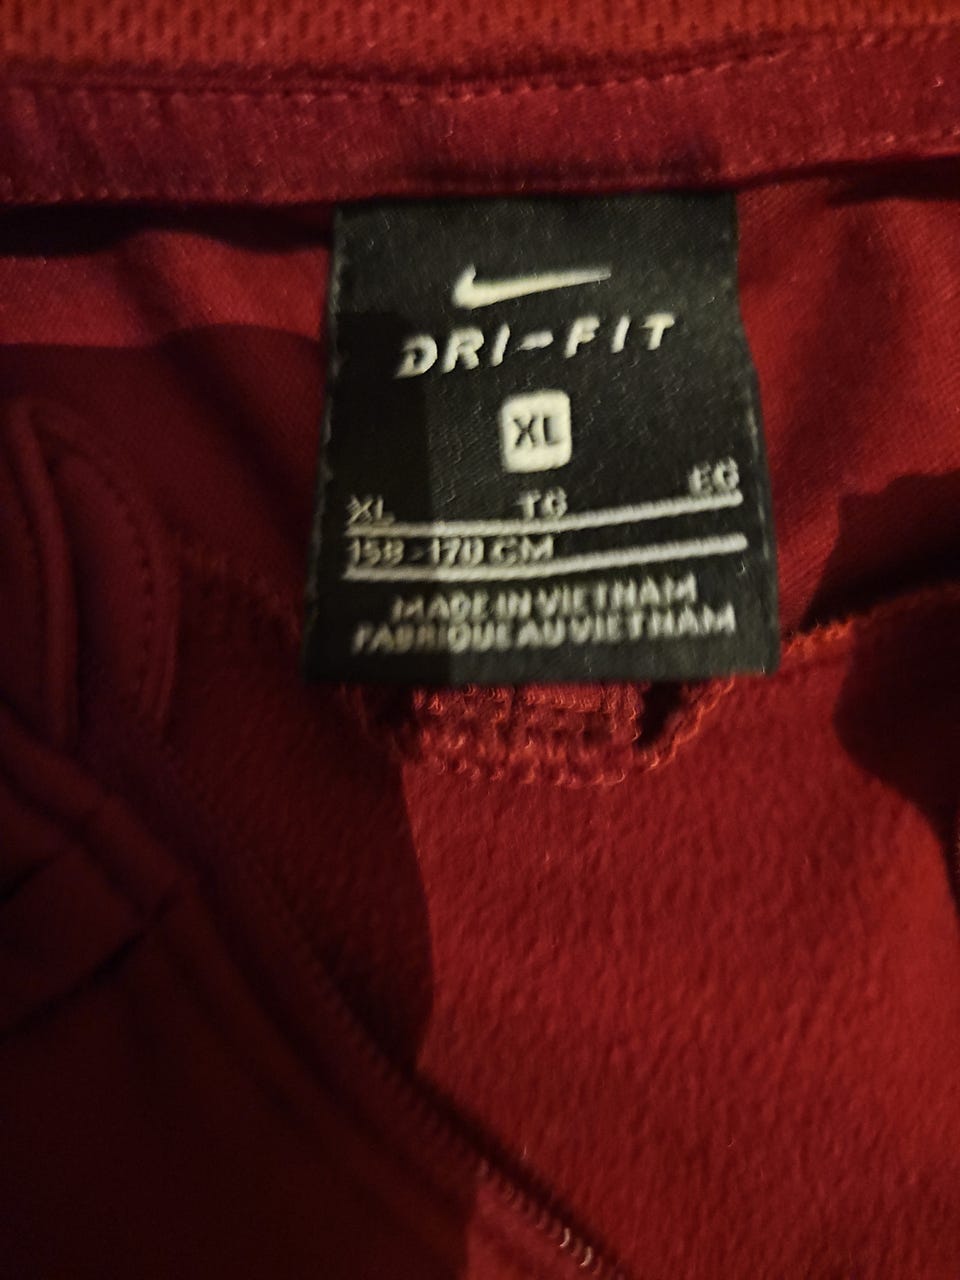 DRI-FIT
XL
XL TG EG
158-170 CM
MADE IN VIETNAM
FABRIQUE AU VIETNAM